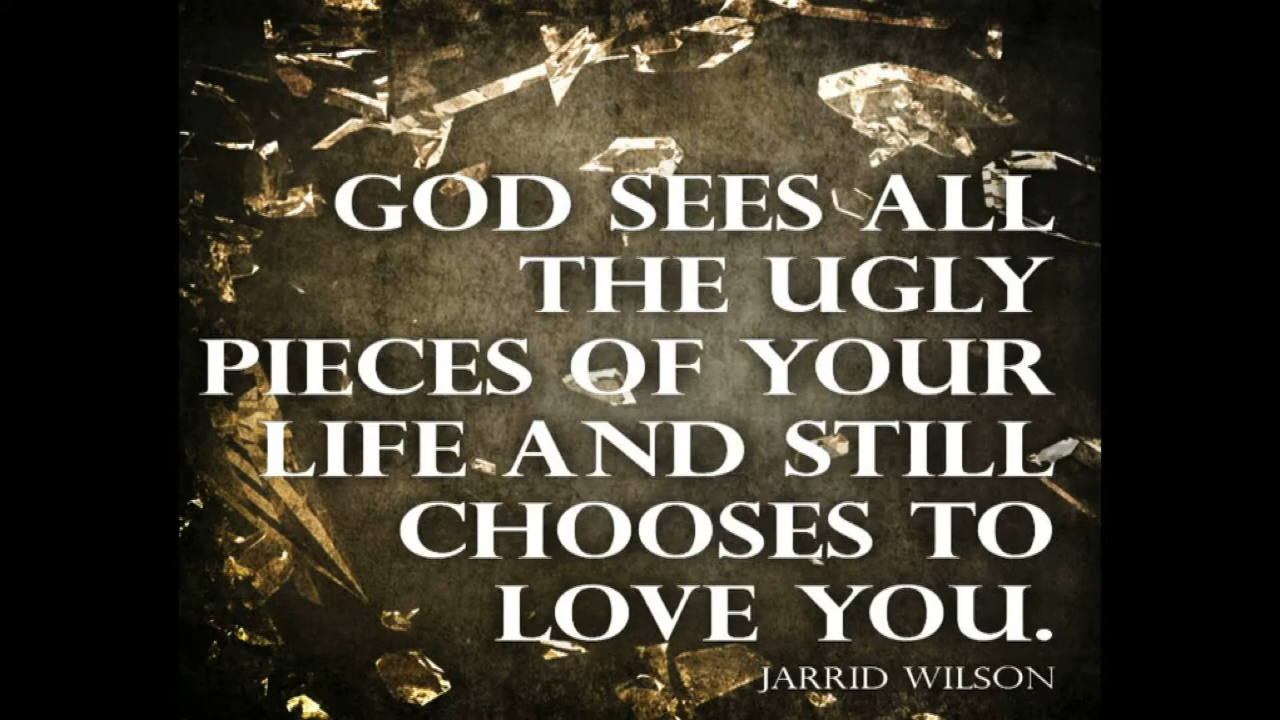 GOD SEES ALL
THE UGLY
PIECES OF YOUR
LIFE AND STILL
CHOOSES TO
LOVE YOU.
JARRID WILSON